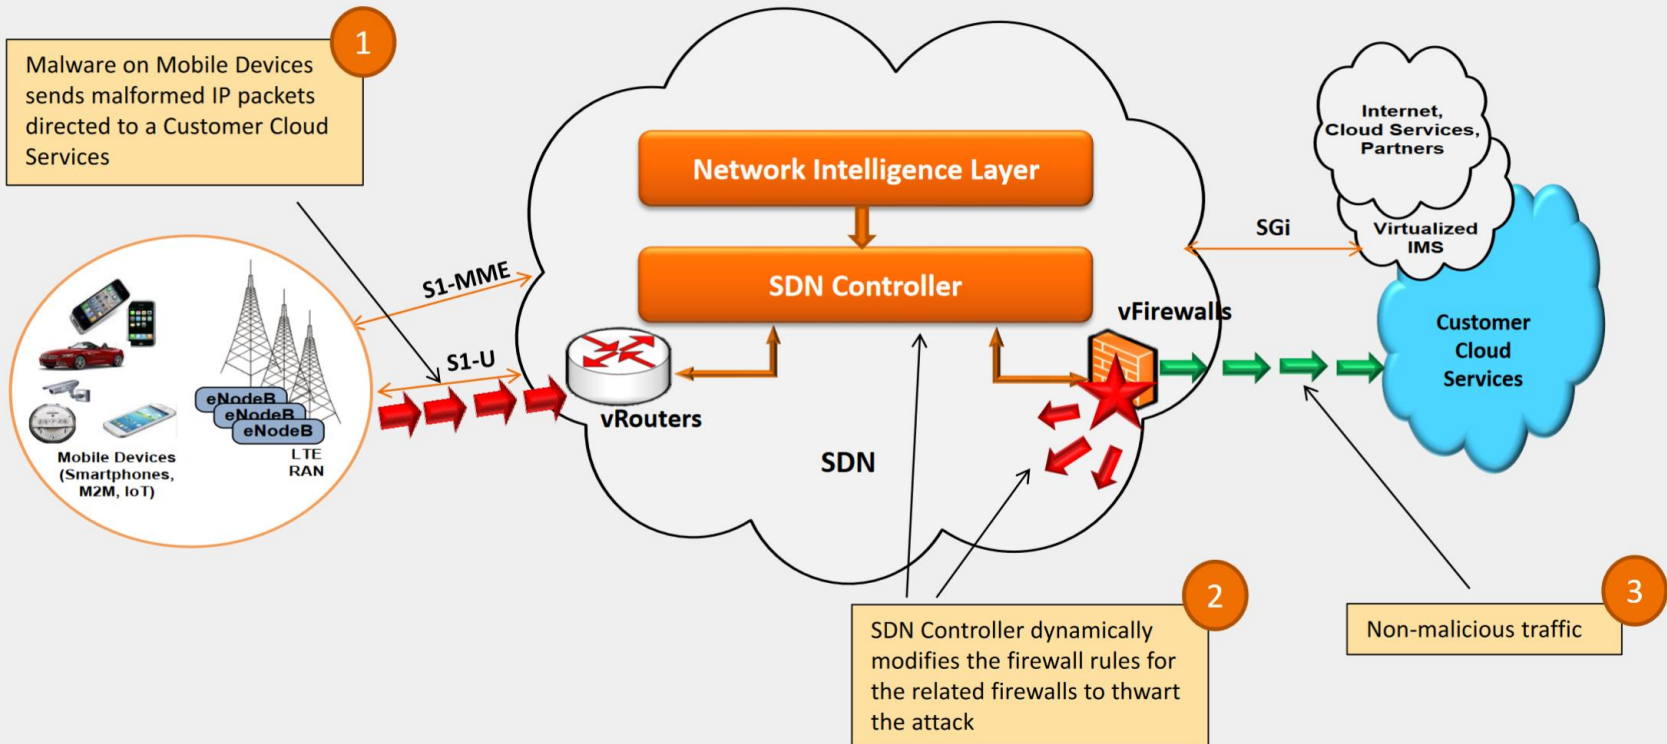 1
Malware on Mobile Devices
sends malformed IP packets
directed to a Customer Cloud
Services
Network Intelligence Layer
SDN Controller
Internet,
Cloud Services,
Partners
Virtualized
IMS
SGi
S1-MME
S1-U
vFirewalls
Customer
Cloud
Services
eNodeB
eNodeB
eNodeB
LTE
RAN
Mobile Devices
(Smartphones,
M2M, IoT)
vRouters
SDN
2
SDN Controller dynamically
modifies the firewall rules for
the related firewalls to thwart
the attack
3
Non-malicious traffic